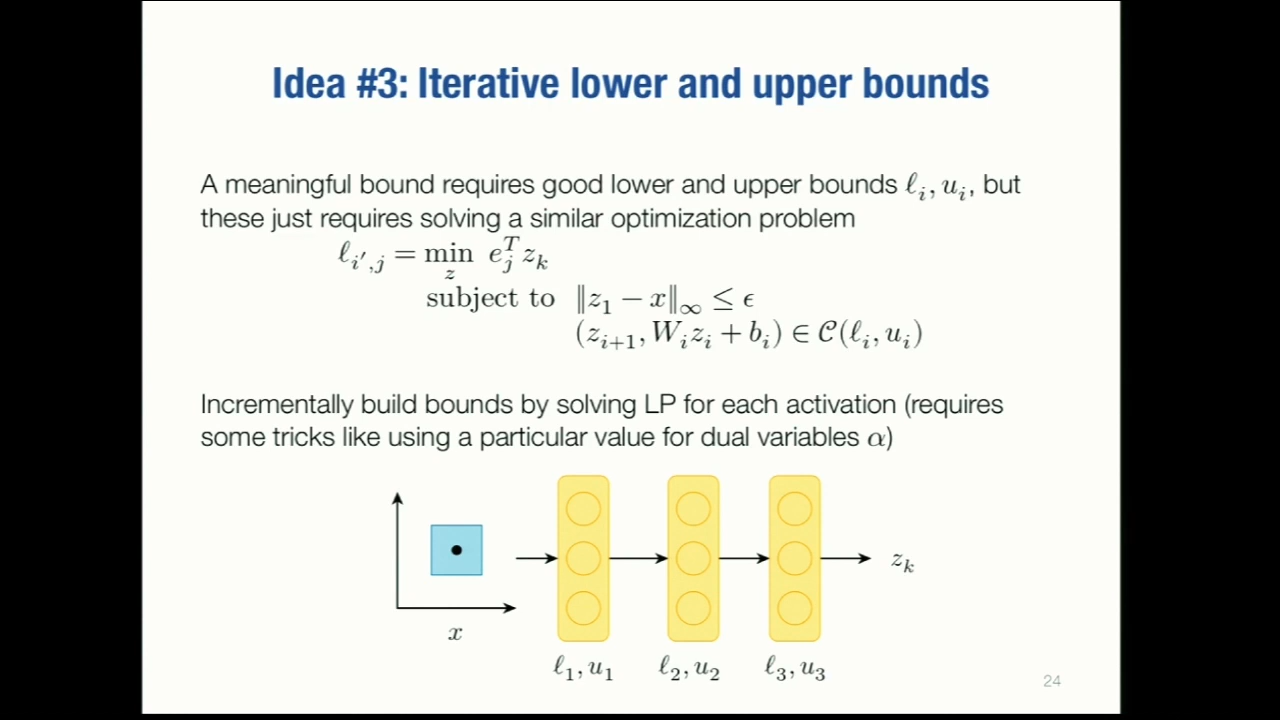 Idea #3: Iterative lower and upper bounds
A meaningful bound requires good lower and upper bounds ℓ_i, u_i, but
these just requires solving a similar optimization problem
ℓ_{i′,j} = min_z e_j^T z_k
subject to ‖z_1 − x‖_∞ ≤ ϵ
(z_{i+1}, W_i z_i + b_i) ∈ 𝒞(ℓ_i, u_i)
Incrementally build bounds by solving LP for each activation (requires
some tricks like using a particular value for dual variables α)
z_k
x
ℓ_1, u_1 ℓ_2, u_2 ℓ_3, u_3
24